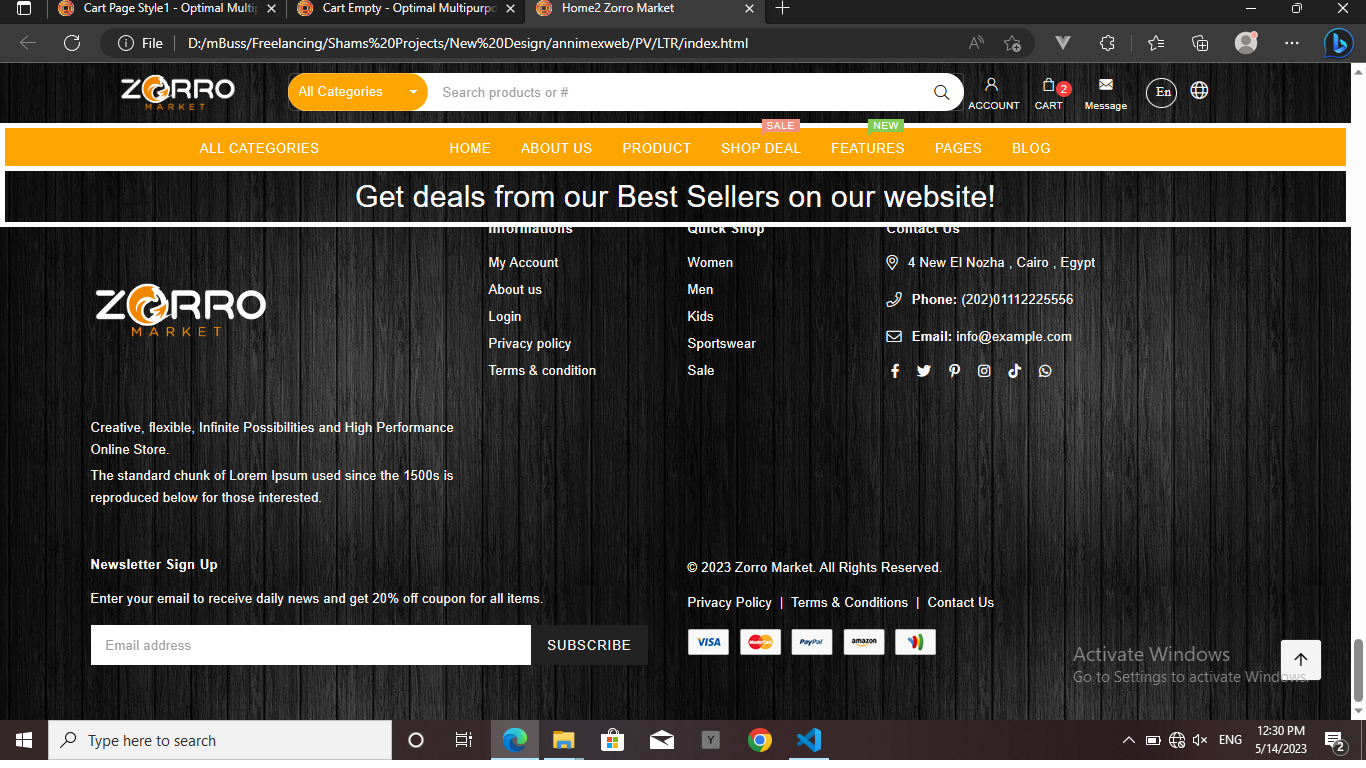 Cart Page Style1 - Optimal Multip
Cart Empty - Optimal Multipurpo
Home2 Zorro Market
File
D:/mBuss/Freelancing/Shams%20Projects/New%20Design/annimexweb/PV/LTR/index.html
ZORRO
MARKET
All Categories
Search products or #
ACCOUNT
2
CART
Message
En
SALE
NEW
ALL CATEGORIES
HOME
ABOUT US
PRODUCT
SHOP DEAL
FEATURES
PAGES
BLOG
Get deals from our Best Sellers on our website!
ZORRO
MARKET
Creative, flexible, Infinite Possibilities and High Performance
Online Store.
The standard chunk of Lorem Ipsum used since the 1500s is
reproduced below for those interested.
Informations
My Account
About us
Login
Privacy policy
Terms & condition
Quick Shop
Women
Men
Kids
Sportswear
Sale
Contact Us
4 New El Nozha , Cairo , Egypt
Phone: (202)01112225556
Email: info@example.com
Newsletter Sign Up
Enter your email to receive daily news and get 20% off coupon for all items.
Email address
SUBSCRIBE
© 2023 Zorro Market. All Rights Reserved.
Privacy Policy | Terms & Conditions | Contact Us
VISA
MasterCard
PayPal
amazon
Activate Windows
Go to Settings to activate Windows.
Type here to search
Y
ENG
12:30 PM
5/14/2023
2